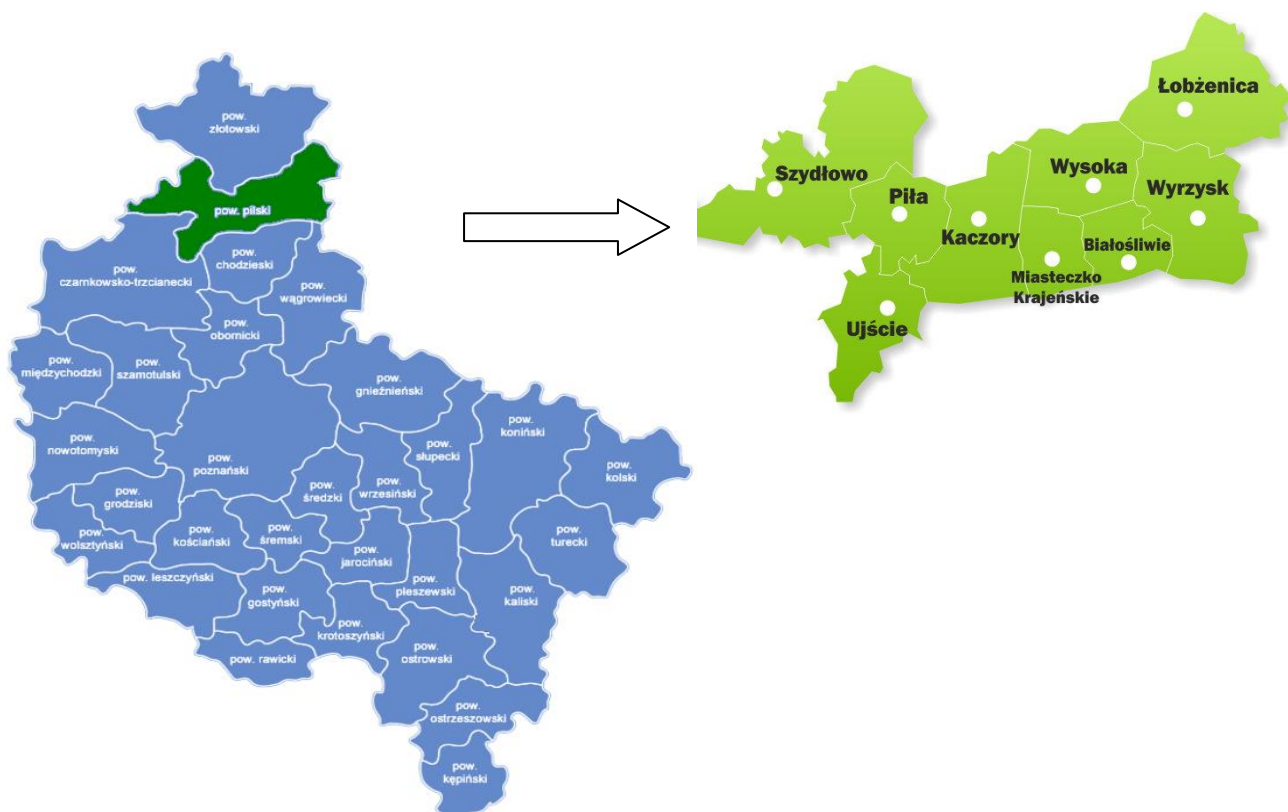 pow.
złotowski
pow. pilski
pow.
chodzieski
pow.
czarnkowsko-trzcianecki
pow.
wągrowiecki
pow.
obornicki
pow.
międzychodzki
pow.
szamotulski
pow.
gnieźnieński
pow.
koniński
pow.
słupecki
pow.
nowotomyski
pow.
poznański
pow.
kolski
pow.
średzki
pow.
wrzesiński
pow.
grodziski
pow.
wolsztyński
pow.
kościański
pow.
śremski
pow.
jarociński
pow.
turecki
pow. leszczyński
pow.
gostyński
pow.
pleszewski
pow.
kaliski
pow.
krotoszyński
pow. rawicki
pow.
ostrowski
pow.
ostrzeszowski
pow.
kępiński
Łobżenica
Szydłowo
Wysoka
Wyrzysk
Piła
Kaczory
Białośliwie
Miasteczko
Krajeńskie
Ujście